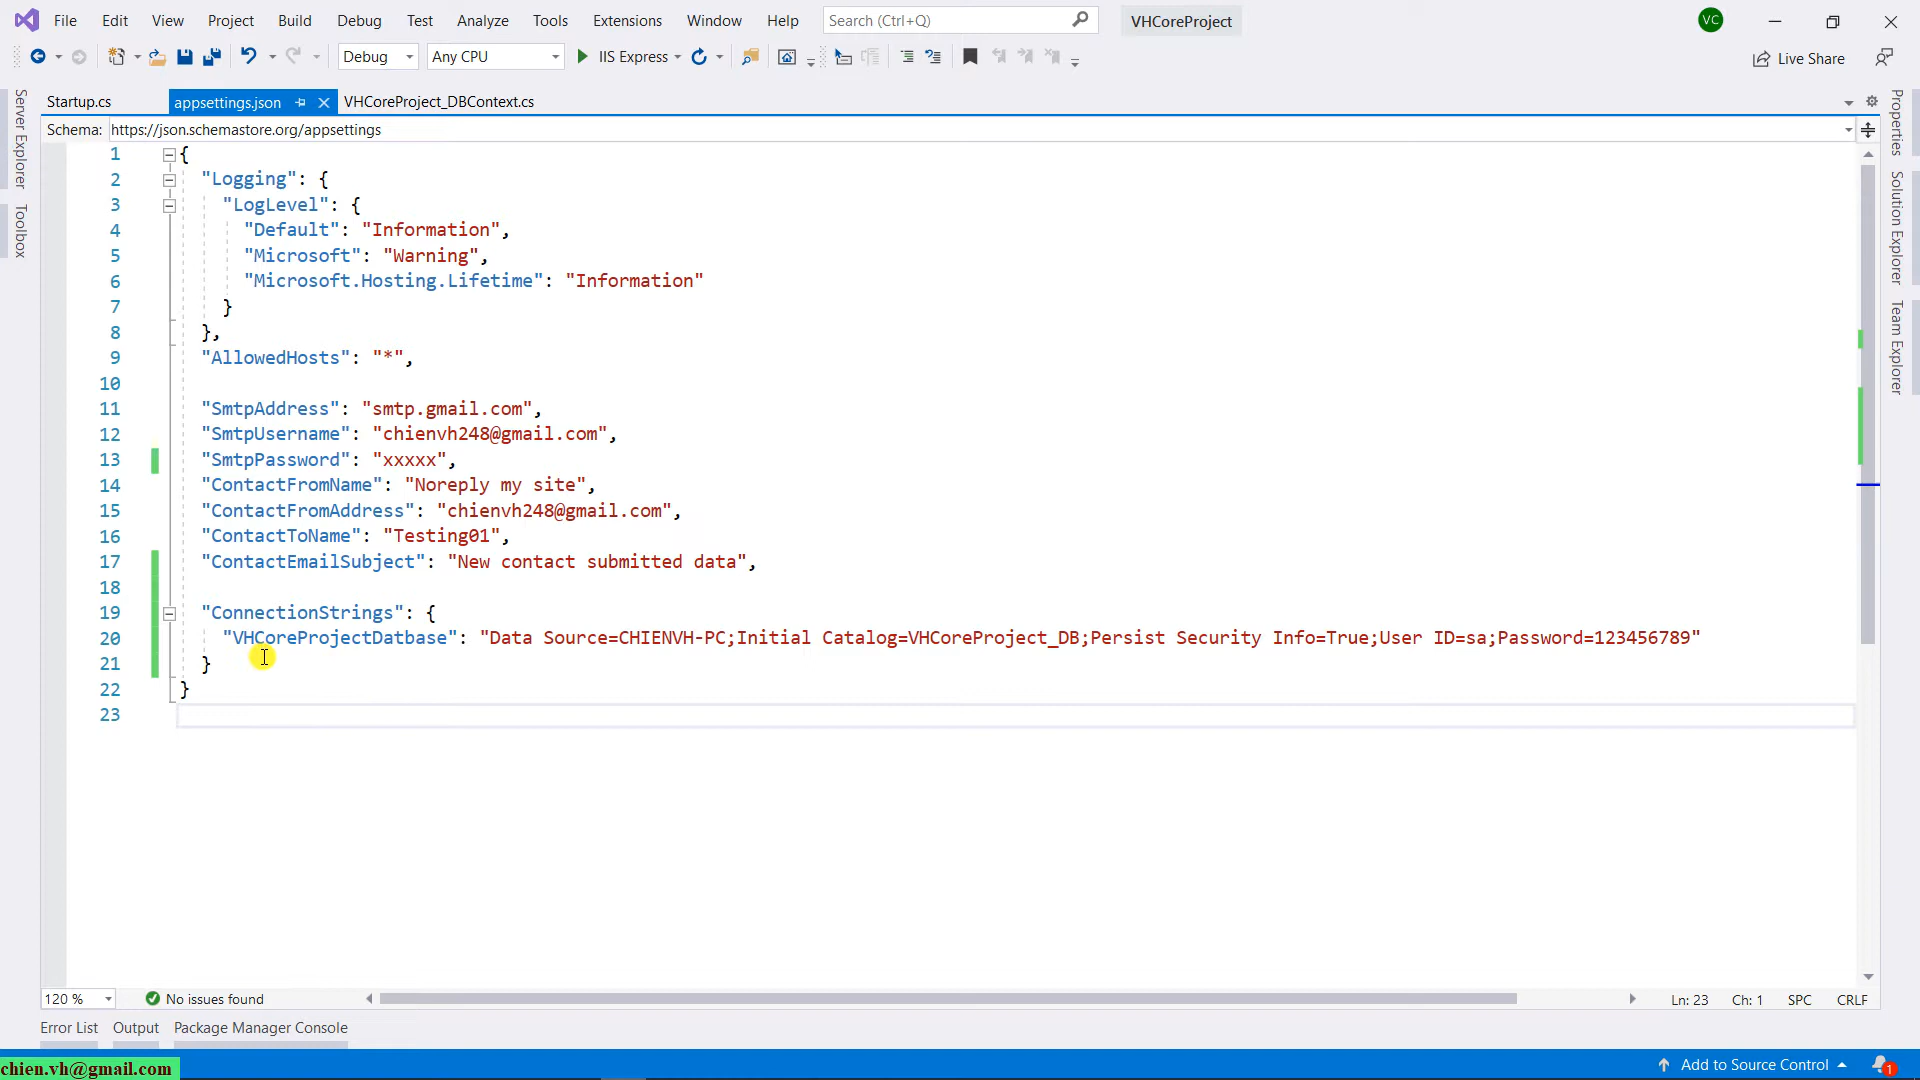 File Edit View Project Build Debug Test Analyze Tools Extensions Window Help Search (Ctrl+Q) VHCoreProject VC
Debug Any CPU IIS Express Live Share
Startup.cs appsettings.json VHCoreProject_DBContext.cs
Schema: https://json.schemastore.org/appsettings
Server Explorer
Toolbox
1 {
2 "Logging": {
3 "LogLevel": {
4 "Default": "Information",
5 "Microsoft": "Warning",
6 "Microsoft.Hosting.Lifetime": "Information"
7 }
8 },
9 "AllowedHosts": "*",
10
11 "SmtpAddress": "smtp.gmail.com",
12 "SmtpUsername": "chienvh248@gmail.com",
13 "SmtpPassword": "xxxxx",
14 "ContactFromName": "Noreply my site",
15 "ContactFromAddress": "chienvh248@gmail.com",
16 "ContactToName": "Testing01",
17 "ContactEmailSubject": "New contact submitted data",
18
19 "ConnectionStrings": {
20 "VHCoreProjectDatbase": "Data Source=CHIENVH-PC;Initial Catalog=VHCoreProject_DB;Persist Security Info=True;User ID=sa;Password=123456789"
21 }
22 }
23
Properties
Solution Explorer
Team Explorer
120 % No issues found Ln: 23 Ch: 1 SPC CRLF
Error List Output Package Manager Console
chien.vh@gmail.com Add to Source Control 1